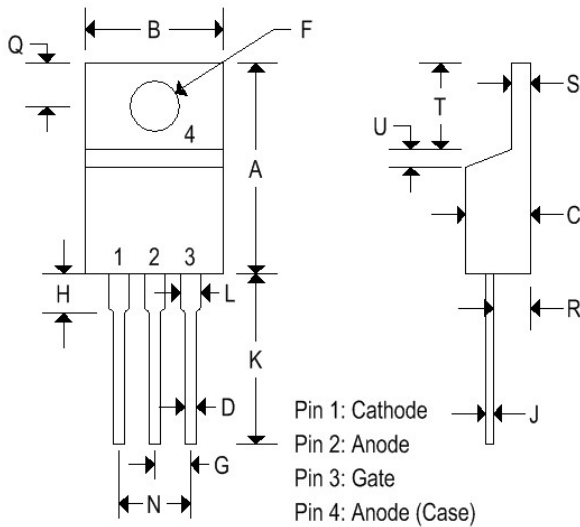 B
F
Q
S
T
U
4
A
C
1 2 3
H
L
R
K
D
Pin 1: Cathode
J
Pin 2: Anode
G
Pin 3: Gate
N
Pin 4: Anode (Case)